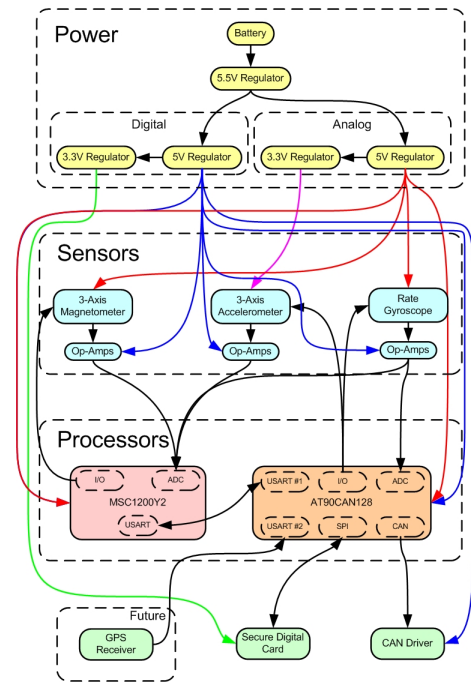 Power
Battery
5.5V Regulator
Digital
Analog
3.3V Regulator
5V Regulator
3.3V Regulator
5V Regulator
Sensors
3-Axis
Magnetometer
3-Axis
Accelerometer
Rate
Gyroscope
Op-Amps
Op-Amps
Op-Amps
Processors
I/O
ADC
USART #1
I/O
ADC
MSC1200Y2
AT90CAN128
USART
USART #2
SPI
CAN
Future
GPS
Receiver
Secure Digital
Card
CAN Driver